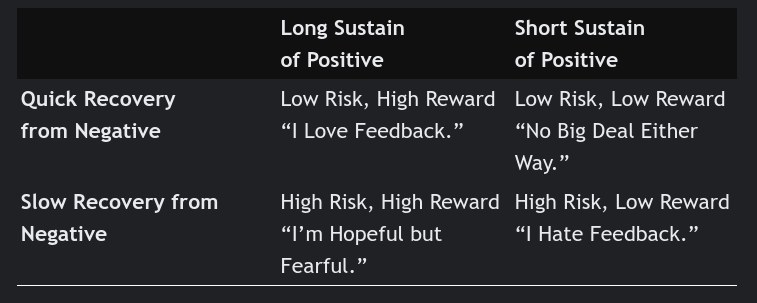 Long Sustain
of Positive
Short Sustain
of Positive
Quick Recovery
from Negative
Low Risk, High Reward
“I Love Feedback.”
Low Risk, Low Reward
“No Big Deal Either
Way.”
Slow Recovery from
Negative
High Risk, High Reward
“I’m Hopeful but
Fearful.”
High Risk, Low Reward
“I Hate Feedback.”